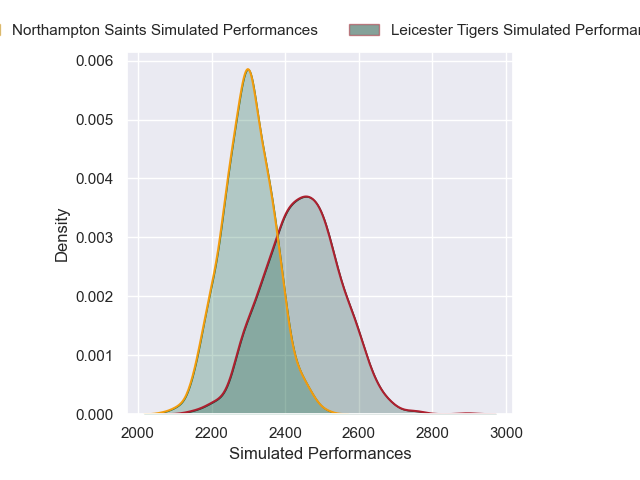 Northampton Saints Simulated Performances
Leicester Tigers Simulated
0.006
0.005
0.004
0.003
0.002
0.001
0.000
Density
2000 2200 2400 2600 2800 3000
Simulated Performances